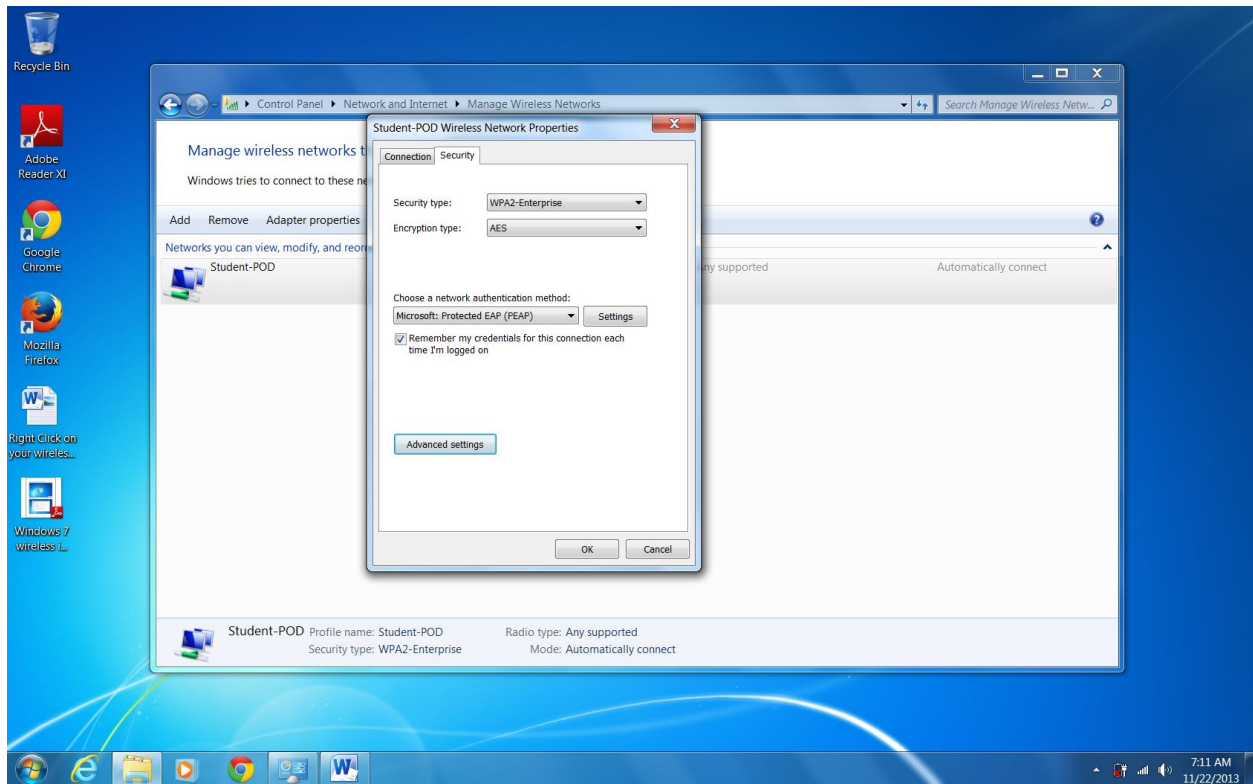 Recycle Bin
Adobe
Reader XI
Google
Chrome
Mozilla
Firefox
Right Click on
your wireles...
Windows 7
wireless i...
Control Panel ▸ Network and Internet ▸ Manage Wireless Networks
Search Manage Wireless Netw...
Manage wireless networks t
Windows tries to connect to these ne
Add Remove Adapter properties
Networks you can view, modify, and reor
Student-POD
ny supported
Automatically connect
Student-POD Wireless Network Properties
Connection Security
Security type: WPA2-Enterprise
Encryption type: AES
Choose a network authentication method:
Microsoft: Protected EAP (PEAP) Settings
Remember my credentials for this connection each
time I'm logged on
Advanced settings
OK Cancel
Student-POD Profile name: Student-POD Radio type: Any supported
Security type: WPA2-Enterprise Mode: Automatically connect
7:11 AM
11/22/2013